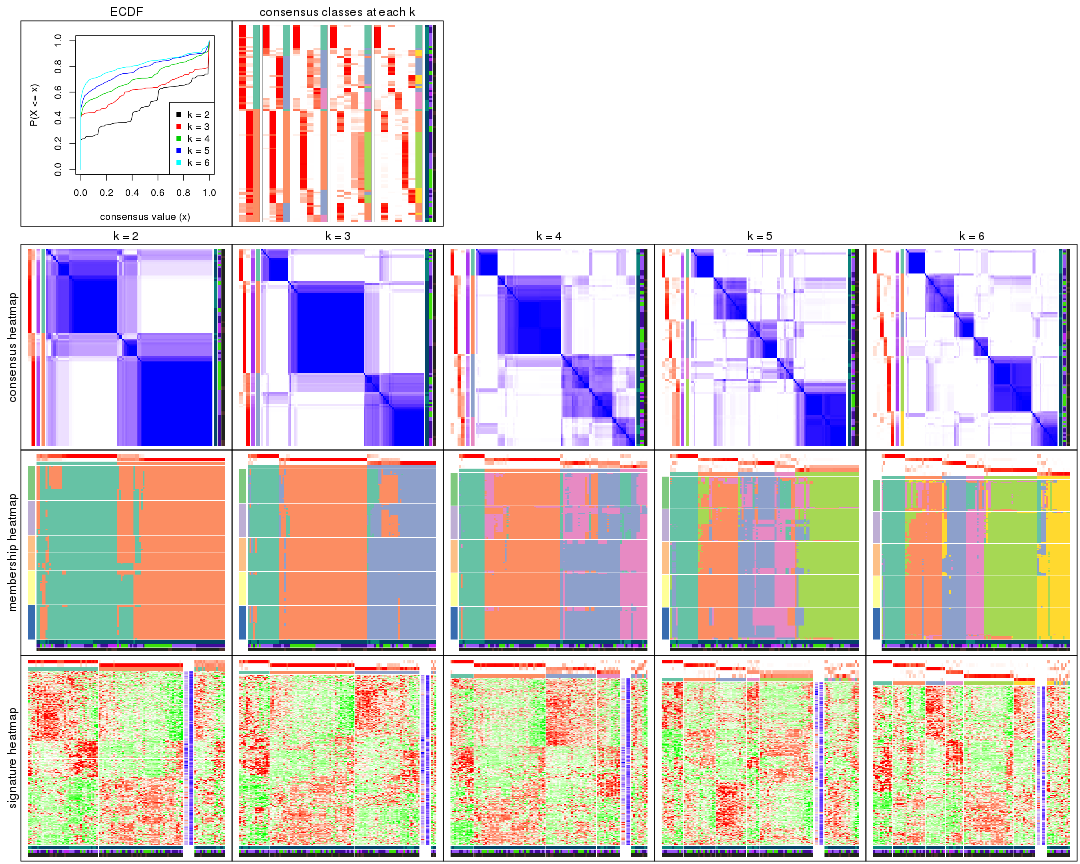 ECDF
consensus classes at each k
P(X <= x)
0.0
0.2
0.4
0.6
0.8
1.0
k = 2
k = 3
k = 4
k = 5
k = 6
0.0 0.2 0.4 0.6 0.8 1.0
consensus value (x)
k = 2
k = 3
k = 4
k = 5
k = 6
consensus heatmap
membership heatmap
signature heatmap